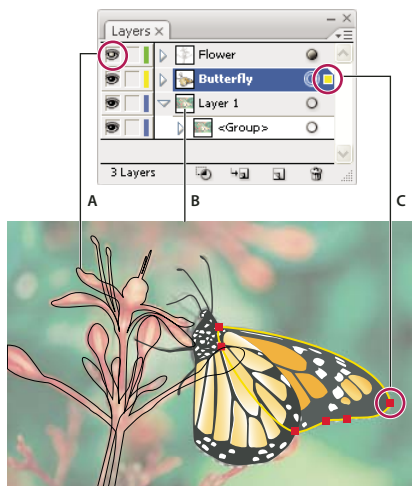 Layers ×
Flower
Butterfly
Layer 1
<Group>
3 Layers
A
B
C